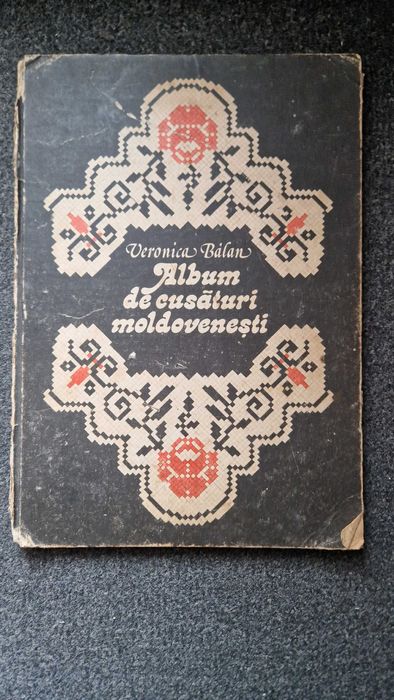 Veronica Bălan
Album
de cusături
moldovenești